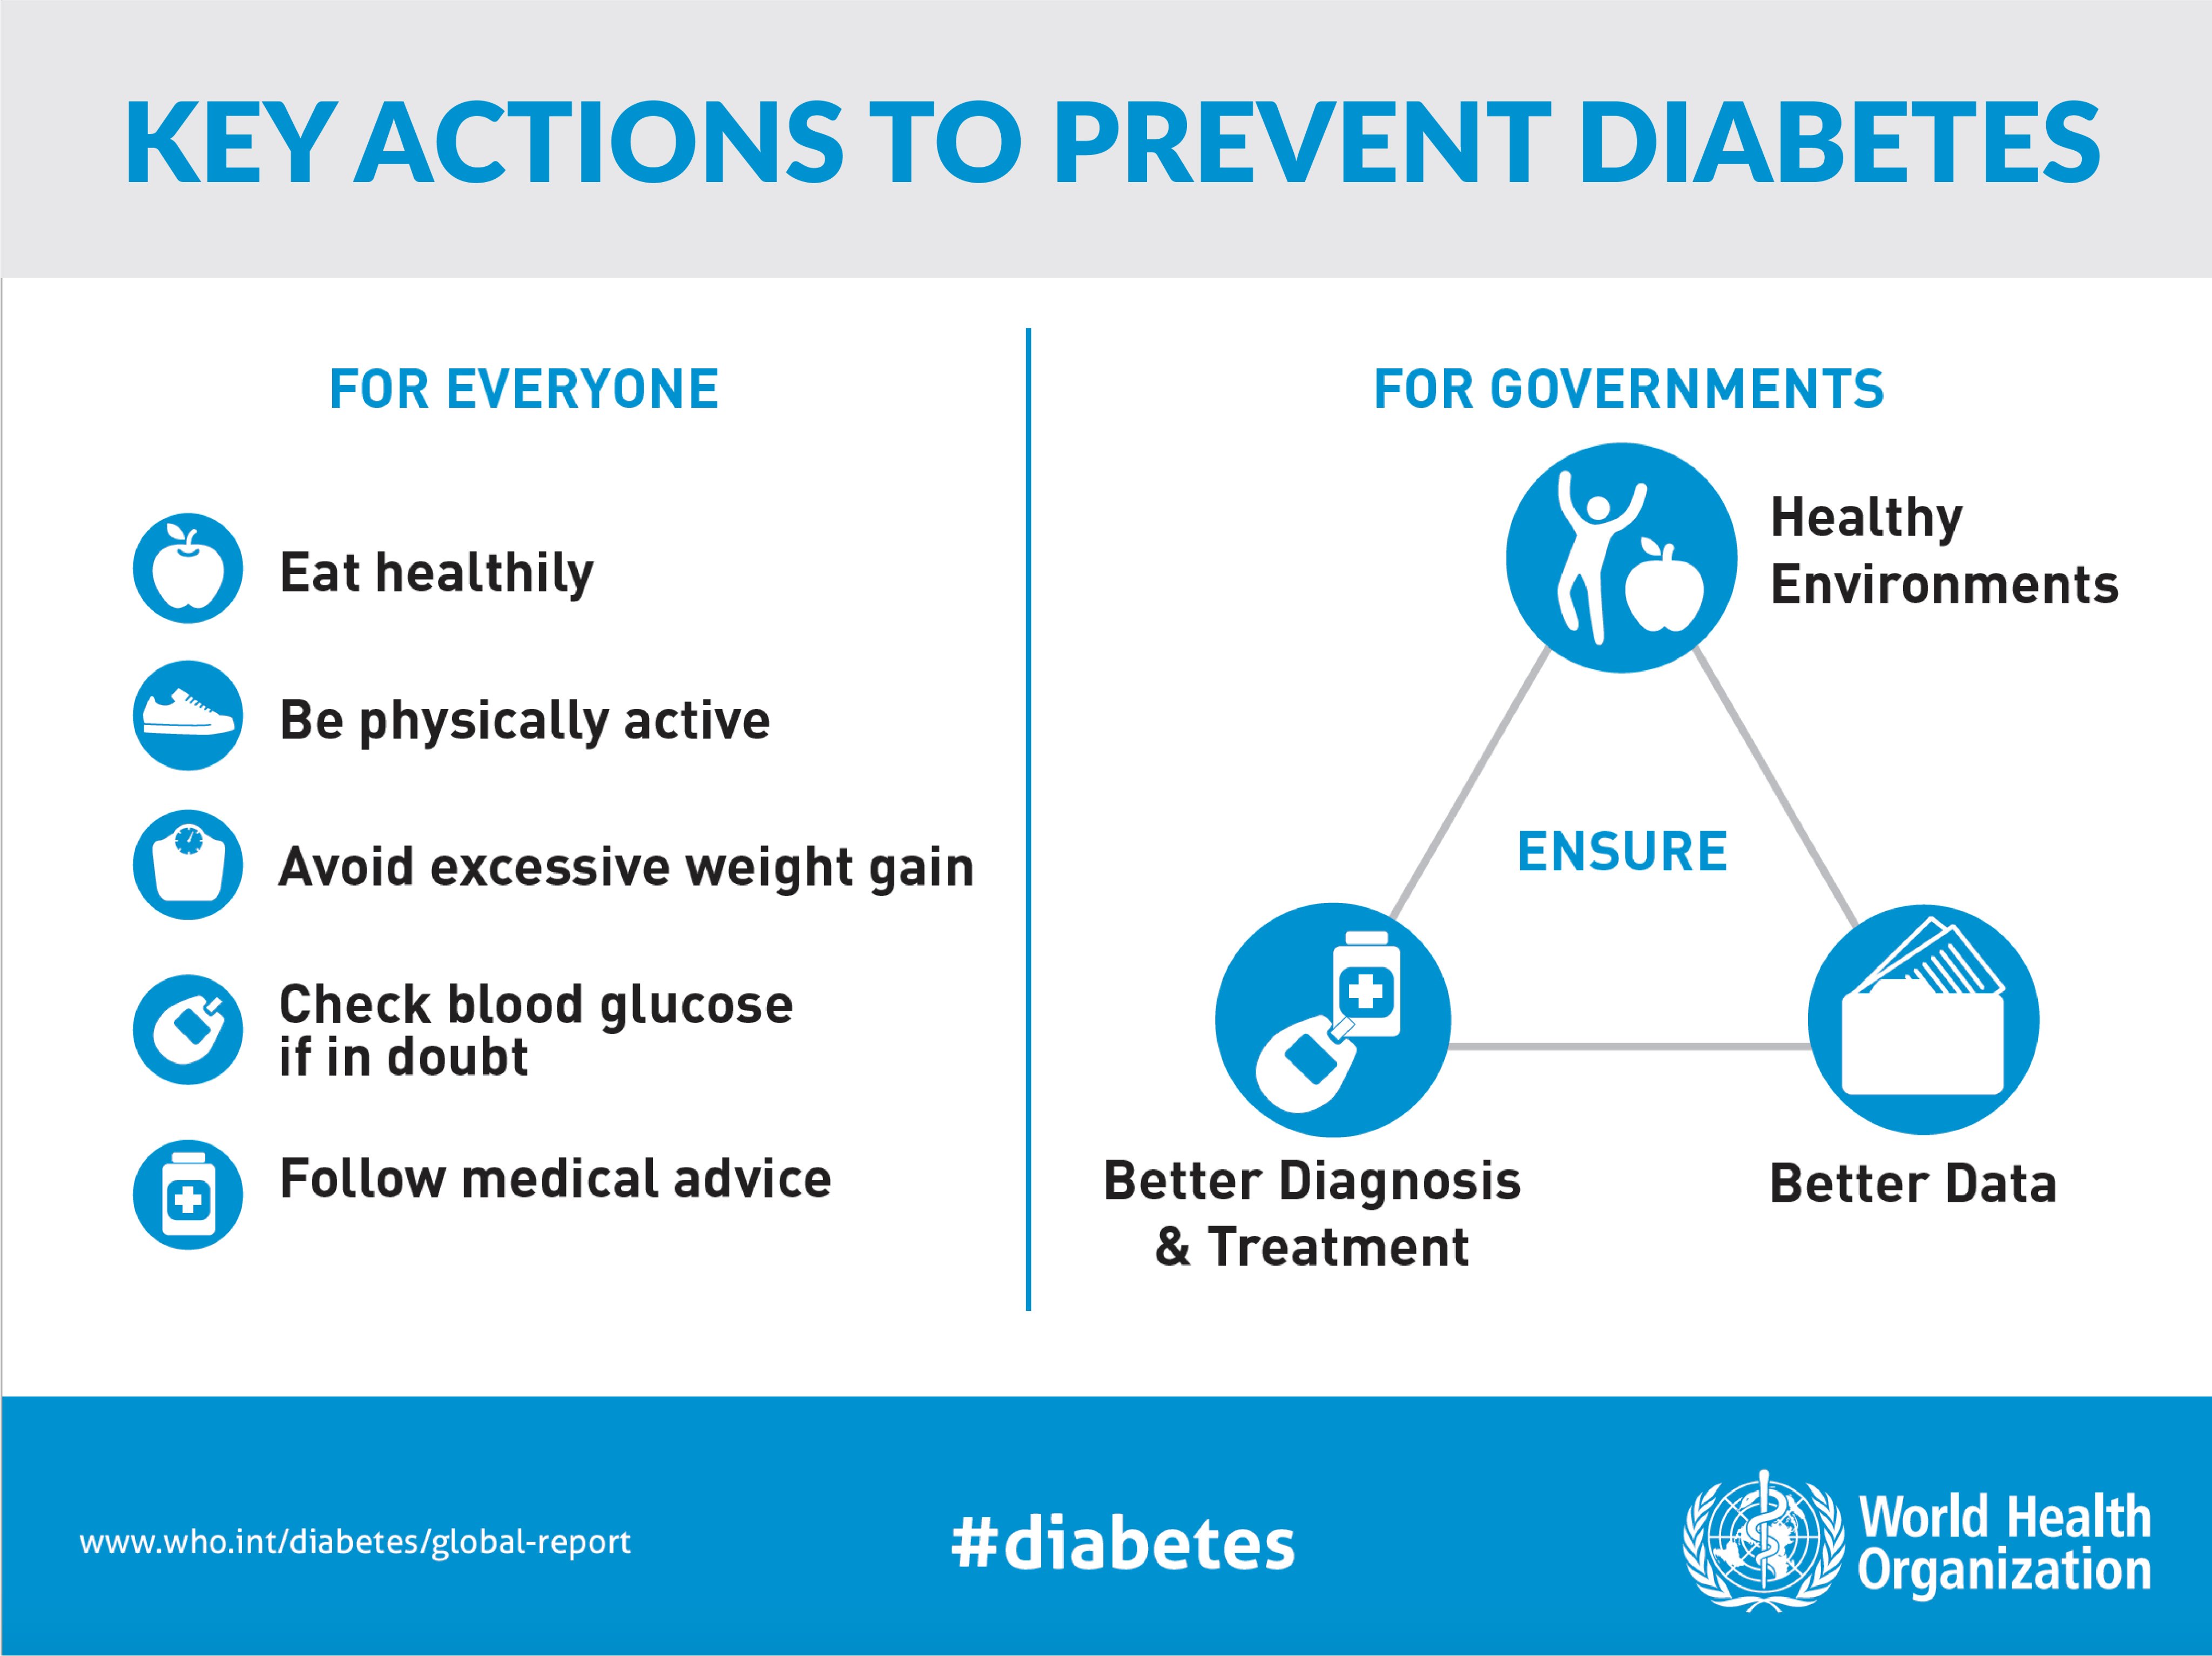 KEY ACTIONS TO PREVENT DIABETES
FOR EVERYONE
Eat healthily
Be physically active
Avoid excessive weight gain
Check blood glucose
if in doubt
Follow medical advice
FOR GOVERNMENTS
Healthy
Environments
ENSURE
Better Diagnosis
& Treatment
Better Data
www.who.int/diabetes/global-report
#diabetes
World Health
Organization